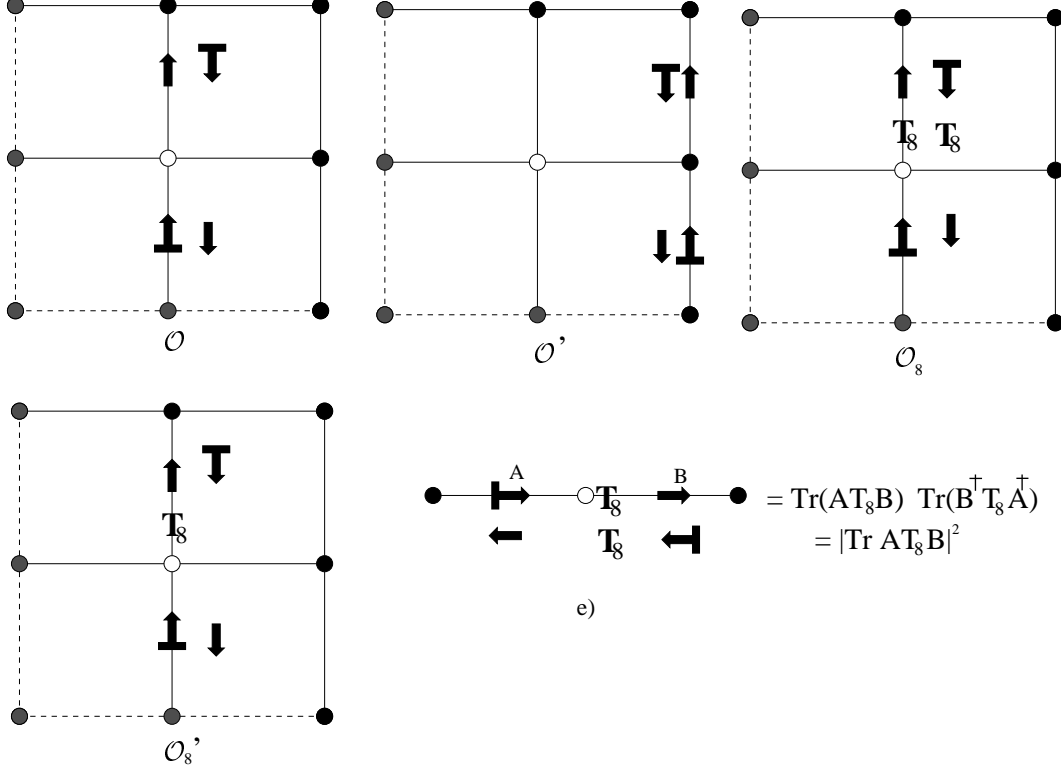 T₈ T₈
𝒪
𝒪’
𝒪₈
A B
T₈ = Tr(AT₈B) Tr(B†T₈A†)
T₈ = |Tr AT₈B|²
T₈
e)
𝒪₈’